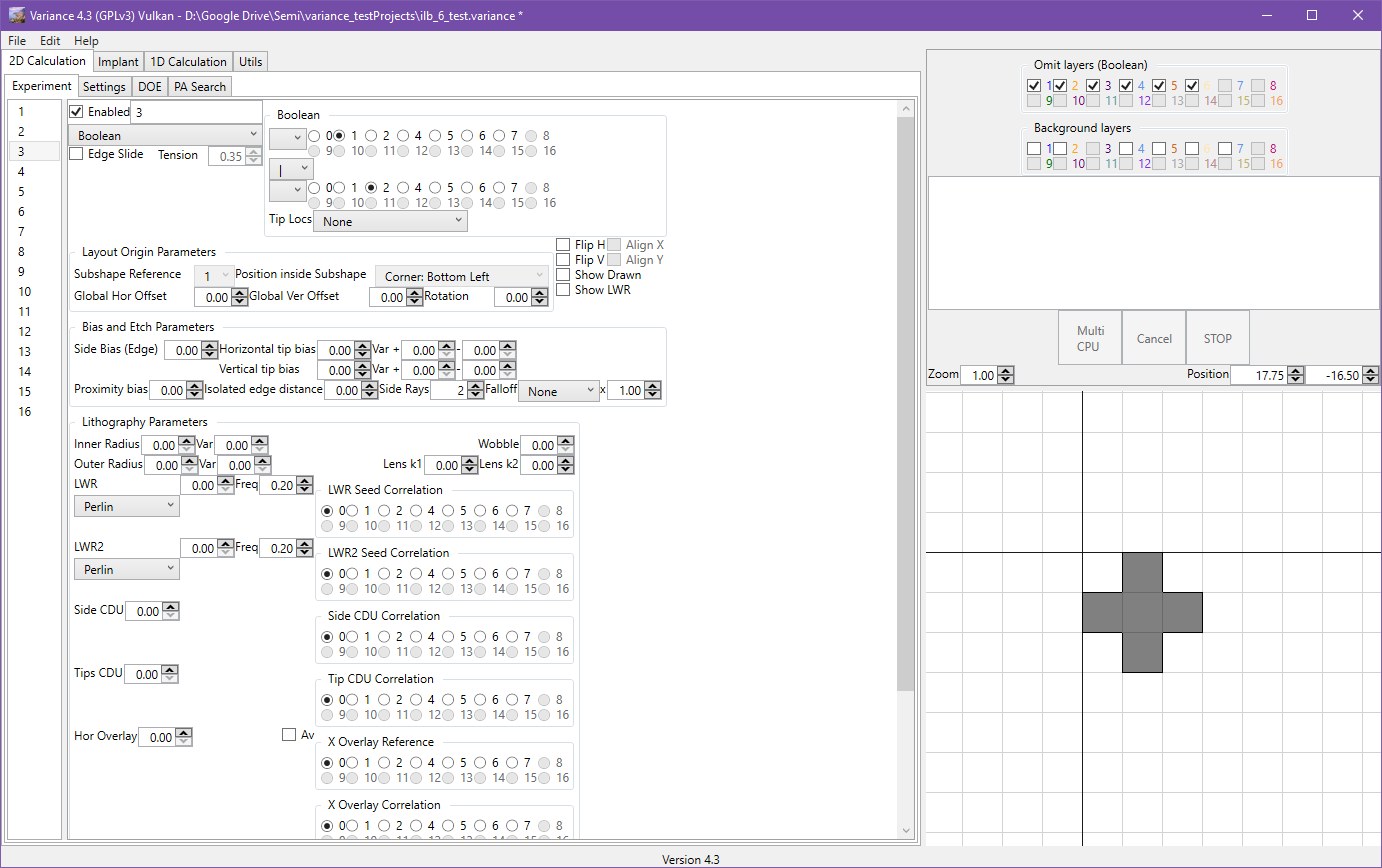 Variance 4.3 (GPLv3) Vulkan - D:\Google Drive\Semi\variance_testProjects\ilb_6_test.variance *
File Edit Help
2D Calculation Implant 1D Calculation Utils
Experiment Settings DOE PA Search
1
2
3
4
5
6
7
8
9
10
11
12
13
14
15
16
Enabled 3
Boolean
Edge Slide Tension 0.35
Boolean
0 1 2 4 5 6 7 8
9 10 11 12 13 14 15 16
|
0 1 2 4 5 6 7 8
9 10 11 12 13 14 15 16
Tip Locs None
Layout Origin Parameters
Subshape Reference 1 Position inside Subshape Corner: Bottom Left
Global Hor Offset 0.00 Global Ver Offset 0.00 Rotation 0.00
Flip H Align X
Flip V Align Y
Show Drawn
Show LWR
Bias and Etch Parameters
Side Bias (Edge) 0.00 Horizontal tip bias 0.00 Var + 0.00 - 0.00
Vertical tip bias 0.00 Var + 0.00 - 0.00
Proximity bias 0.00 Isolated edge distance 0.00 Side Rays 2 Falloff None x 1.00
Lithography Parameters
Inner Radius 0.00 Var 0.00 Wobble 0.00
Outer Radius 0.00 Var 0.00 Lens k1 0.00 Lens k2 0.00
LWR 0.00 Freq 0.20
Perlin
LWR Seed Correlation
0 1 2 4 5 6 7 8
9 10 11 12 13 14 15 16
LWR2 0.00 Freq 0.20
Perlin
LWR2 Seed Correlation
0 1 2 4 5 6 7 8
9 10 11 12 13 14 15 16
Side CDU 0.00
Side CDU Correlation
0 1 2 4 5 6 7 8
9 10 11 12 13 14 15 16
Tips CDU 0.00
Tip CDU Correlation
0 1 2 4 5 6 7 8
9 10 11 12 13 14 15 16
Hor Overlay 0.00 Av
X Overlay Reference
0 1 2 4 5 6 7 8
9 10 11 12 13 14 15 16
X Overlay Correlation
0 1 2 4 5 6 7 8
Omit layers (Boolean)
1 2 3 4 5 6 7 8
9 10 11 12 13 14 15 16
Background layers
1 2 3 4 5 6 7 8
9 10 11 12 13 14 15 16
Multi
CPU
Cancel
STOP
Zoom 1.00 Position 17.75 -16.50
Version 4.3